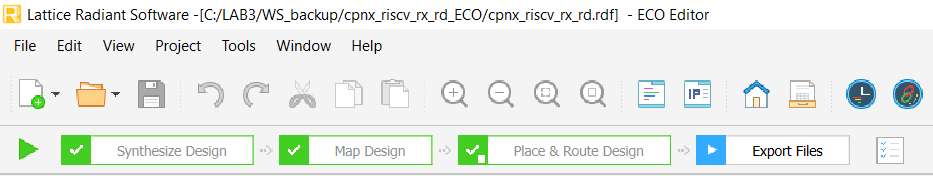 Lattice Radiant Software -[C:/LAB3/WS_backup/cpnx_riscv_rx_rd_ECO/cpnx_riscv_rx_rd.rdf]  - ECO Editor
File Edit View Project Tools Window Help
IP
Synthesize Design Map Design Place & Route Design Export Files